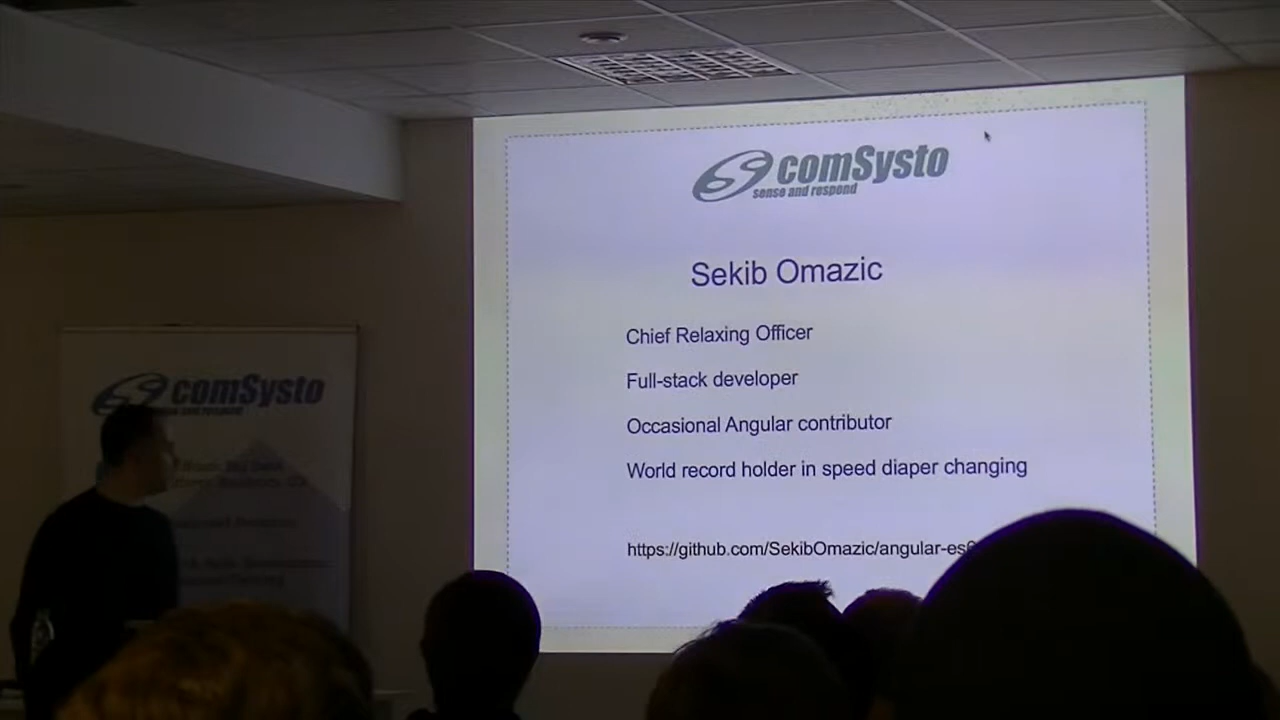 comSysto
sense and respond
Sekib Omazic
Chief Relaxing Officer
Full-stack developer
Occasional Angular contributor
World record holder in speed diaper changing
https://github.com/SekibOmazic/angular-es6
comSysto